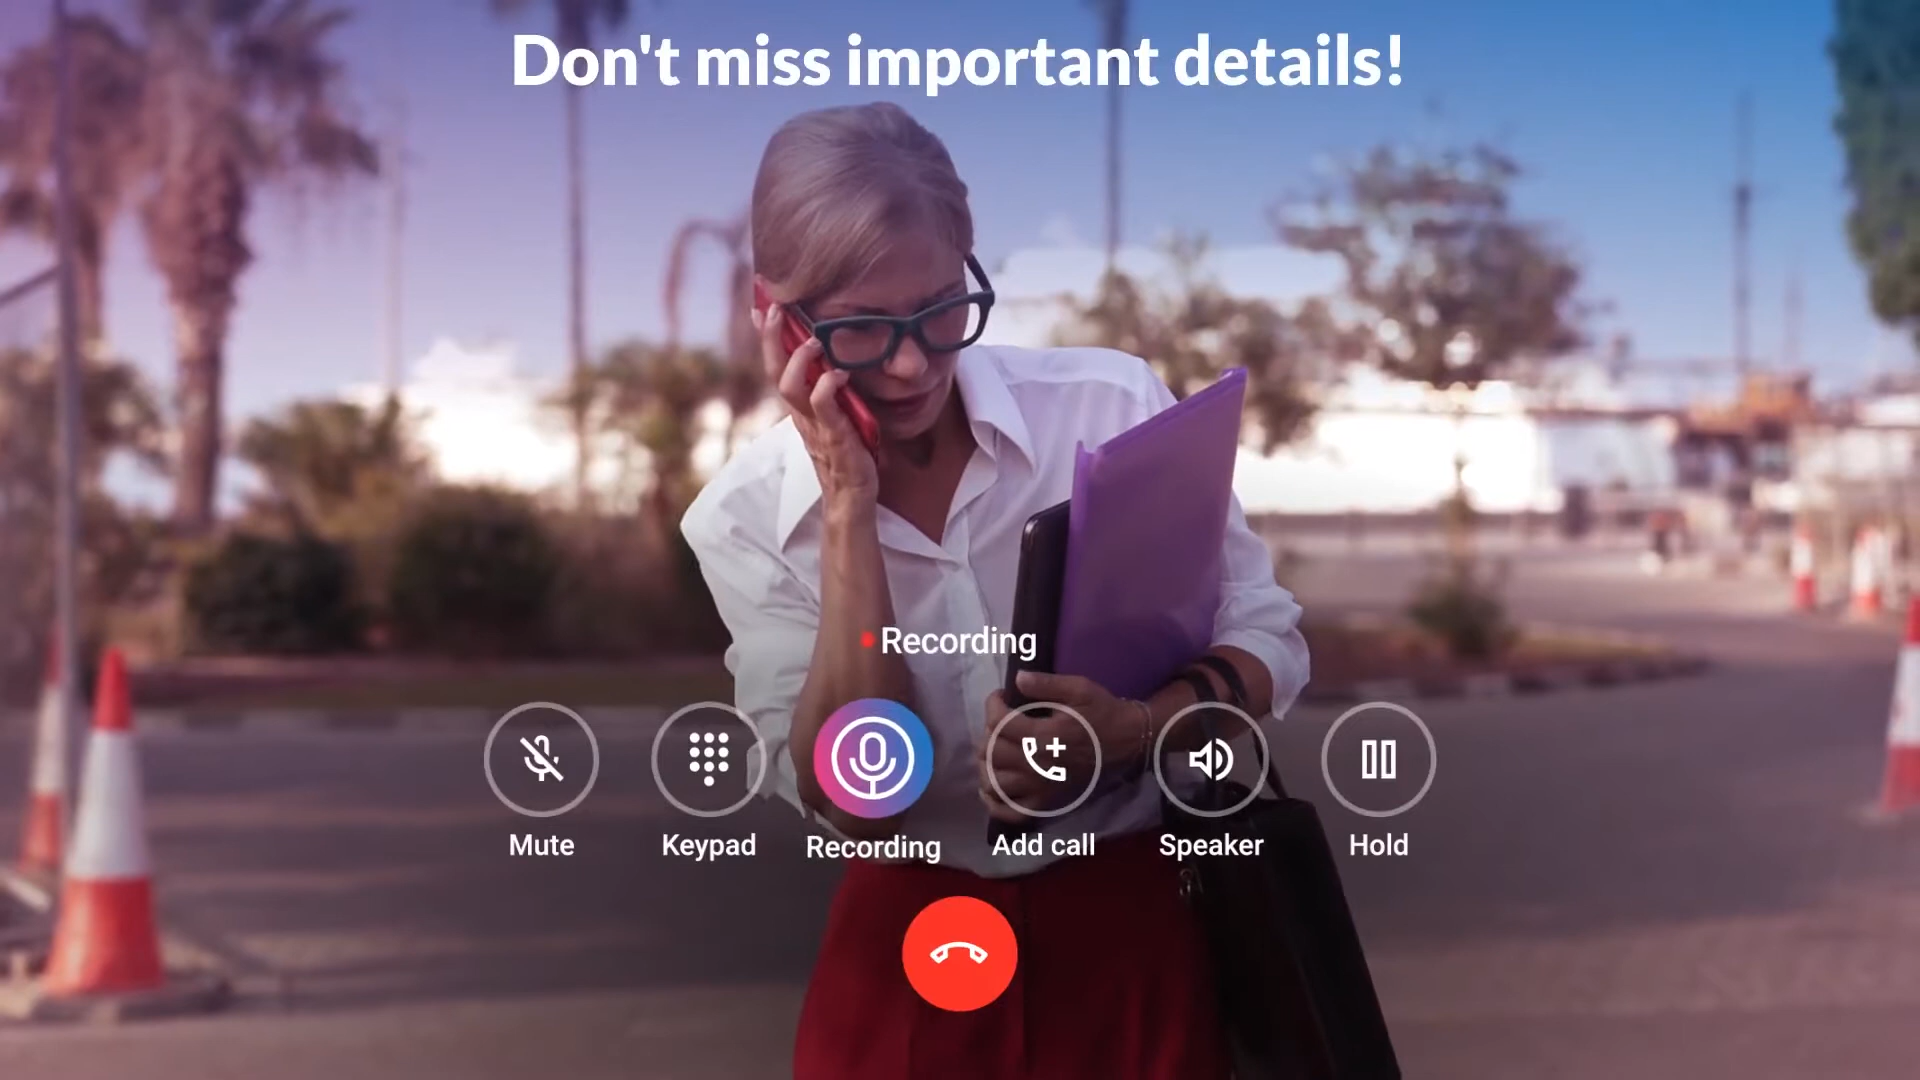 Don't miss important details!
Recording
Mute
Keypad
Recording
Add call
Speaker
Hold